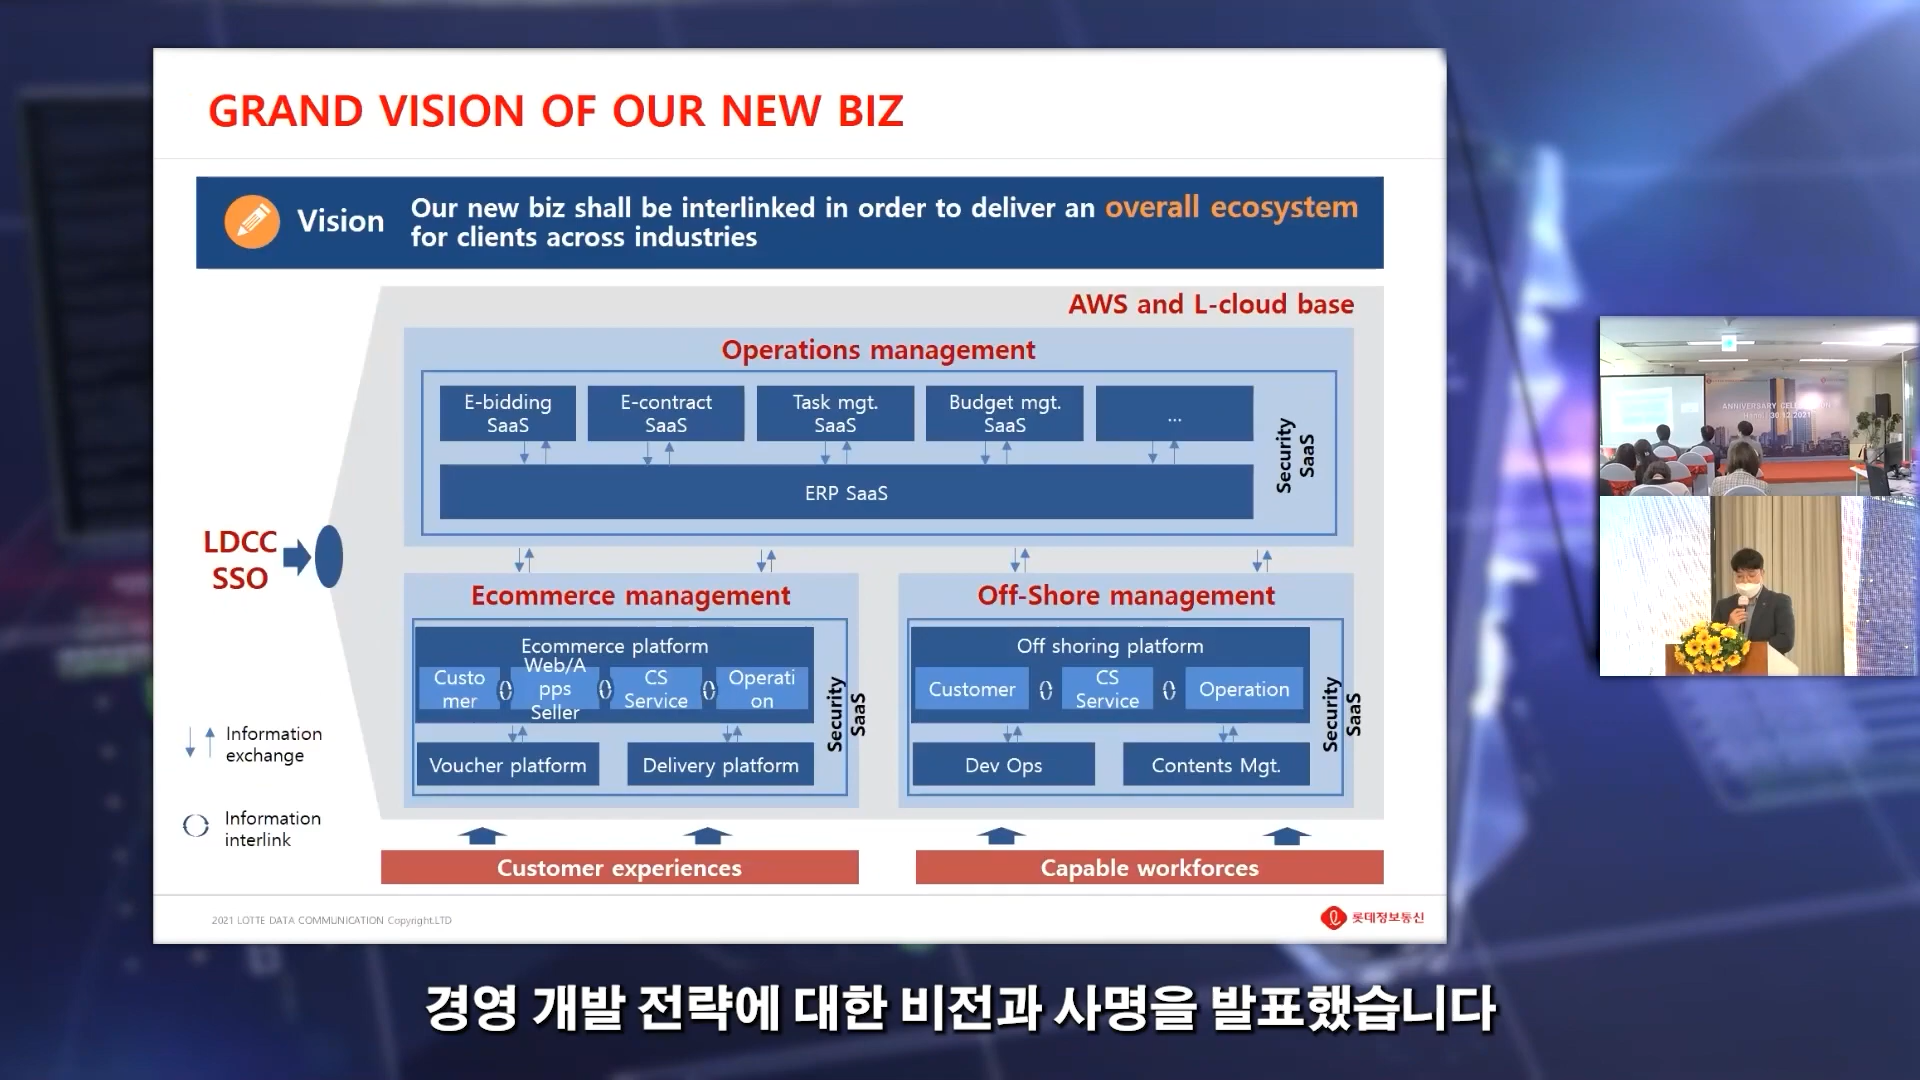 GRAND VISION OF OUR NEW BIZ
Vision
Our new biz shall be interlinked in order to deliver an overall ecosystem
for clients across industries
AWS and L-cloud base
Operations management
E-bidding
SaaS
E-contract
SaaS
Task mgt.
SaaS
Budget mgt.
SaaS
...
ERP SaaS
Security
SaaS
LDCC
SSO
Ecommerce management
Ecommerce platform
Custo
mer
Web/A
pps
Seller
CS
Service
Operati
on
Voucher platform
Delivery platform
Security
SaaS
Off-Shore management
Off shoring platform
Customer
CS
Service
Operation
Dev Ops
Contents Mgt.
Security
SaaS
Information
exchange
Information
interlink
Customer experiences
Capable workforces
2021 LOTTE DATA COMMUNICATION Copyright.LTD
롯데정보통신
ANNIVERSARY CELEBRATION
Hanoi, 30.12.2021
경영 개발 전략에 대한 비전과 사명을 발표했습니다